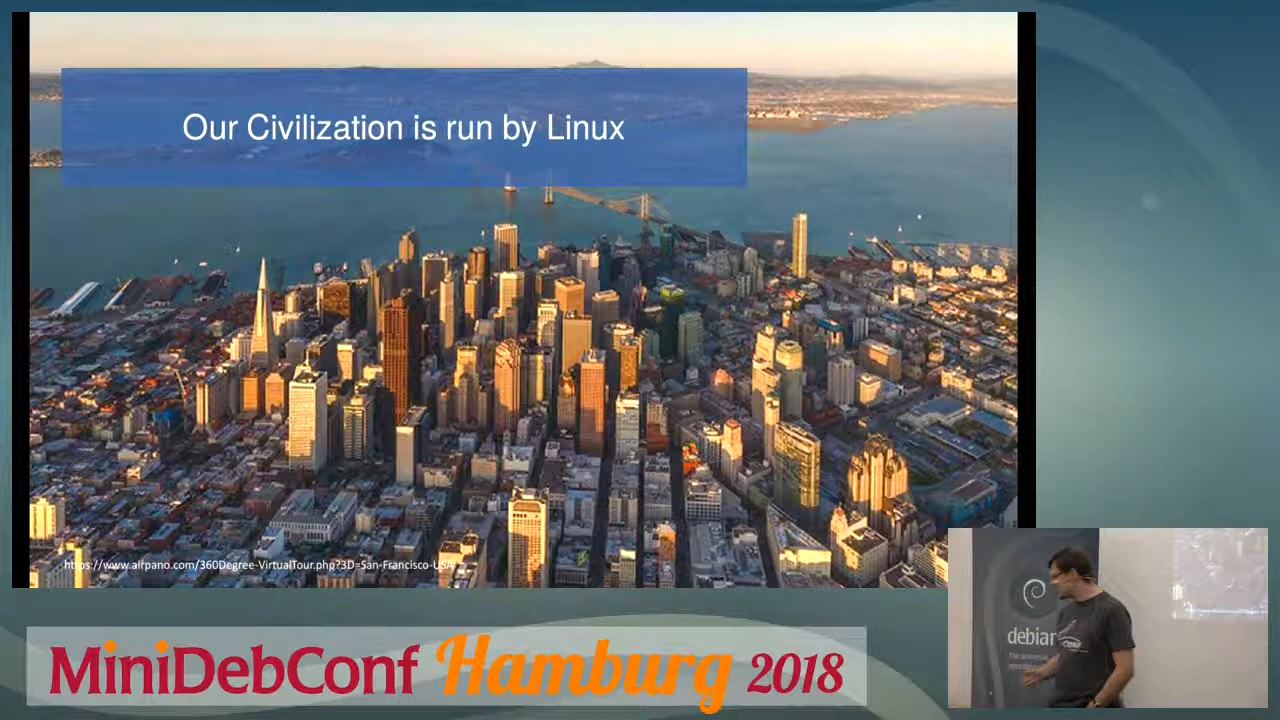 Our Civilization is run by Linux
https://www.airpano.com/360Degree-VirtualTour.php?3D=San-Francisco-USA
debian
MiniDebConf Hamburg 2018